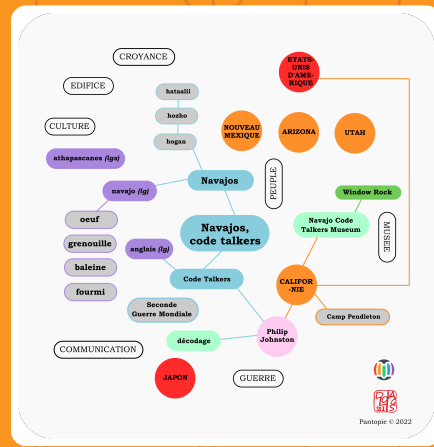 CROYANCE
ETATS-
UNIS
D'AME-
RIQUE
EDIFICE
hataalii
hozho
CULTURE
NOUVEAU
MEXIQUE
ARIZONA
UTAH
hogan
athapascanes (lgs)
PEUPLE
Navajos
navajo (lg)
Window Rock
oeuf
Navajo Code
Talkers Museum
MUSEE
Navajos,
code talkers
grenouille
anglais (lg)
baleine
Code Talkers
CALIFOR
-NIE
fourmi
Seconde
Guerre Mondiale
Camp Pendleton
Philip
Johnston
décodage
COMMUNICATION
JAPON
GUERRE
Pantopie © 2022